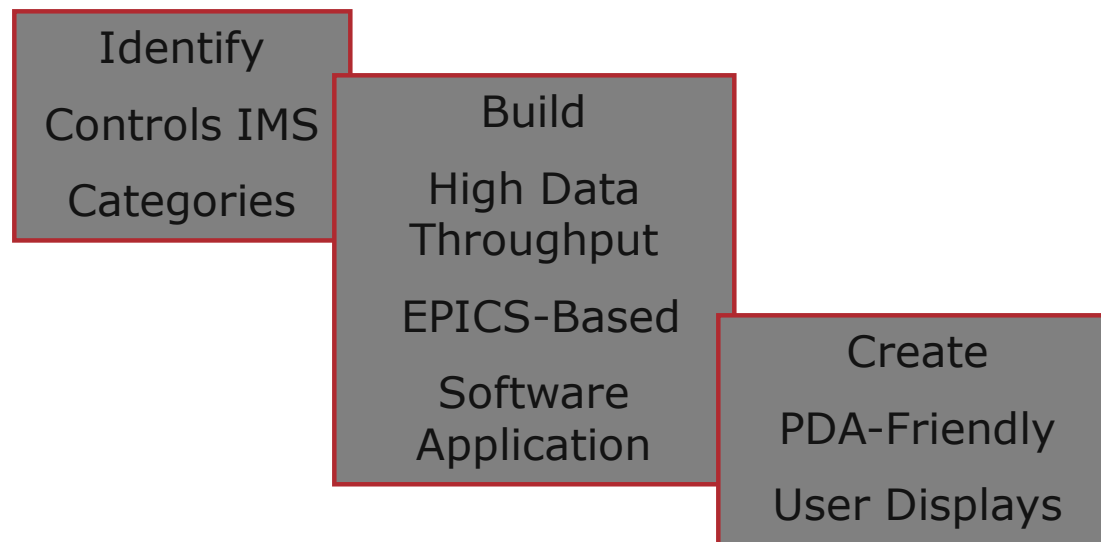 Identify
Controls IMS
Categories
Build
High Data
Throughput
EPICS-Based
Software
Application
Create
PDA-Friendly
User Displays